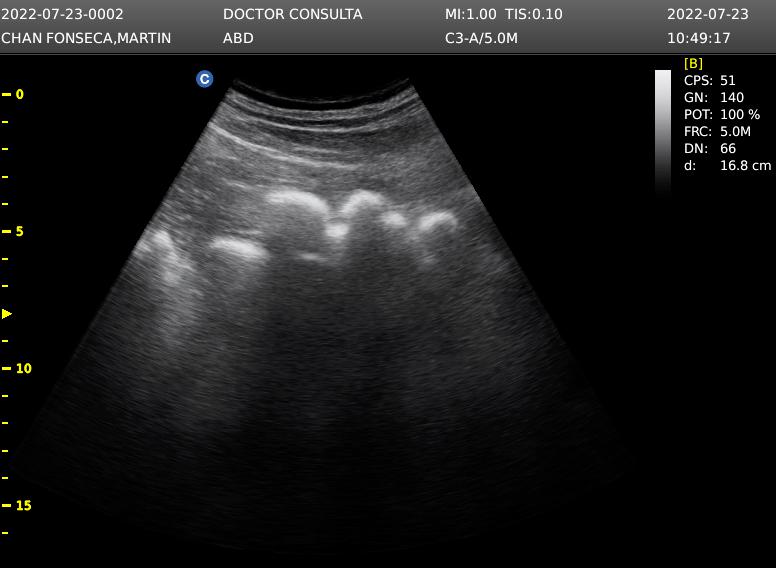 2022-07-23-0002 DOCTOR CONSULTA MI:1.00 TIS:0.10 2022-07-23
CHAN FONSECA,MARTIN ABD C3-A/5.0M 10:49:17
C
[B]
CPS: 51
GN: 140
POT: 100 %
FRC: 5.0M
DN: 66
d: 16.8 cm
0
5
10
15